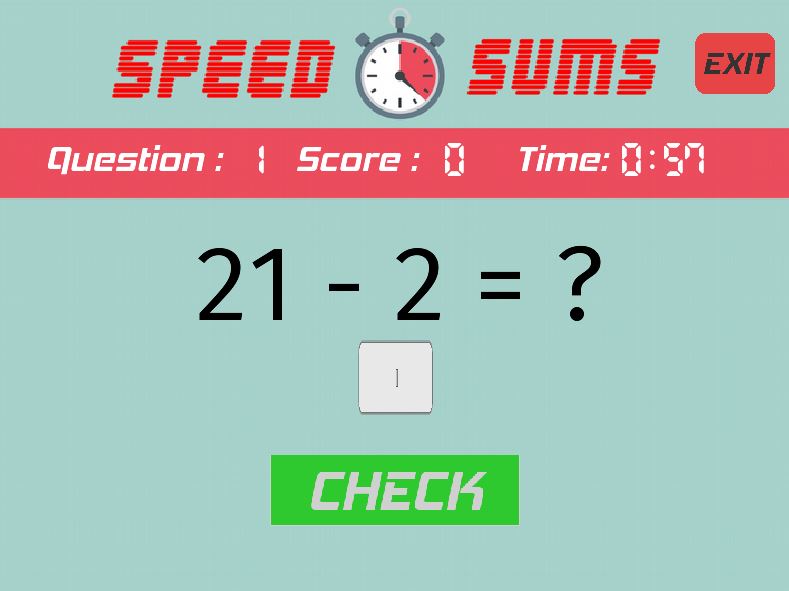 SPEED SUMS EXIT
Question : 1 Score : 0 Time: 0:57
21 - 2 = ?
CHECK